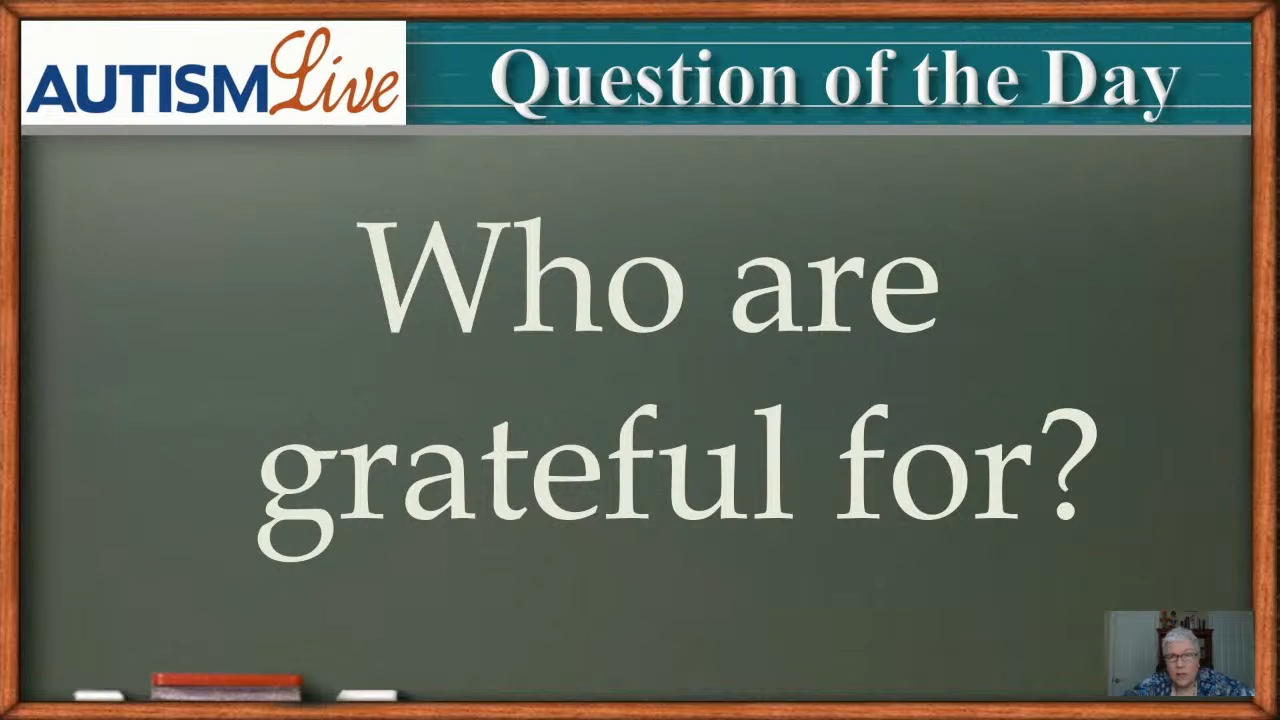 AUTISM Live
Question of the Day
Who are
grateful for?